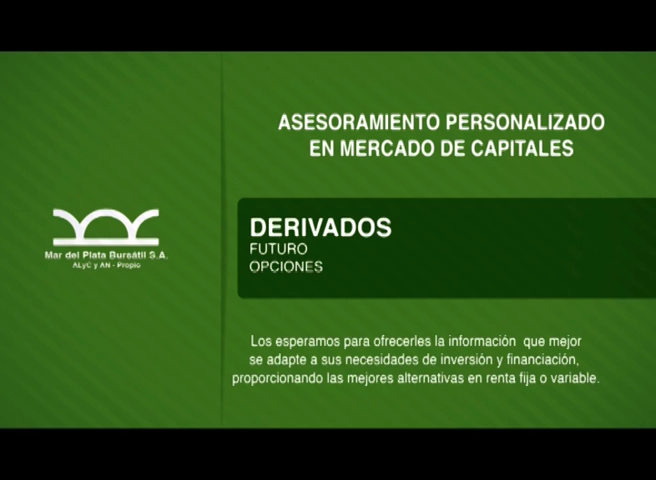 ASESORAMIENTO PERSONALIZADO
EN MERCADO DE CAPITALES
Mar del Plata Bursátil S.A.
ALyC y AN - Propio
DERIVADOS
FUTURO
OPCIONES
Los esperamos para ofrecerles la información que mejor
se adapte a sus necesidades de inversión y financiación,
proporcionando las mejores alternativas en renta fija o variable.